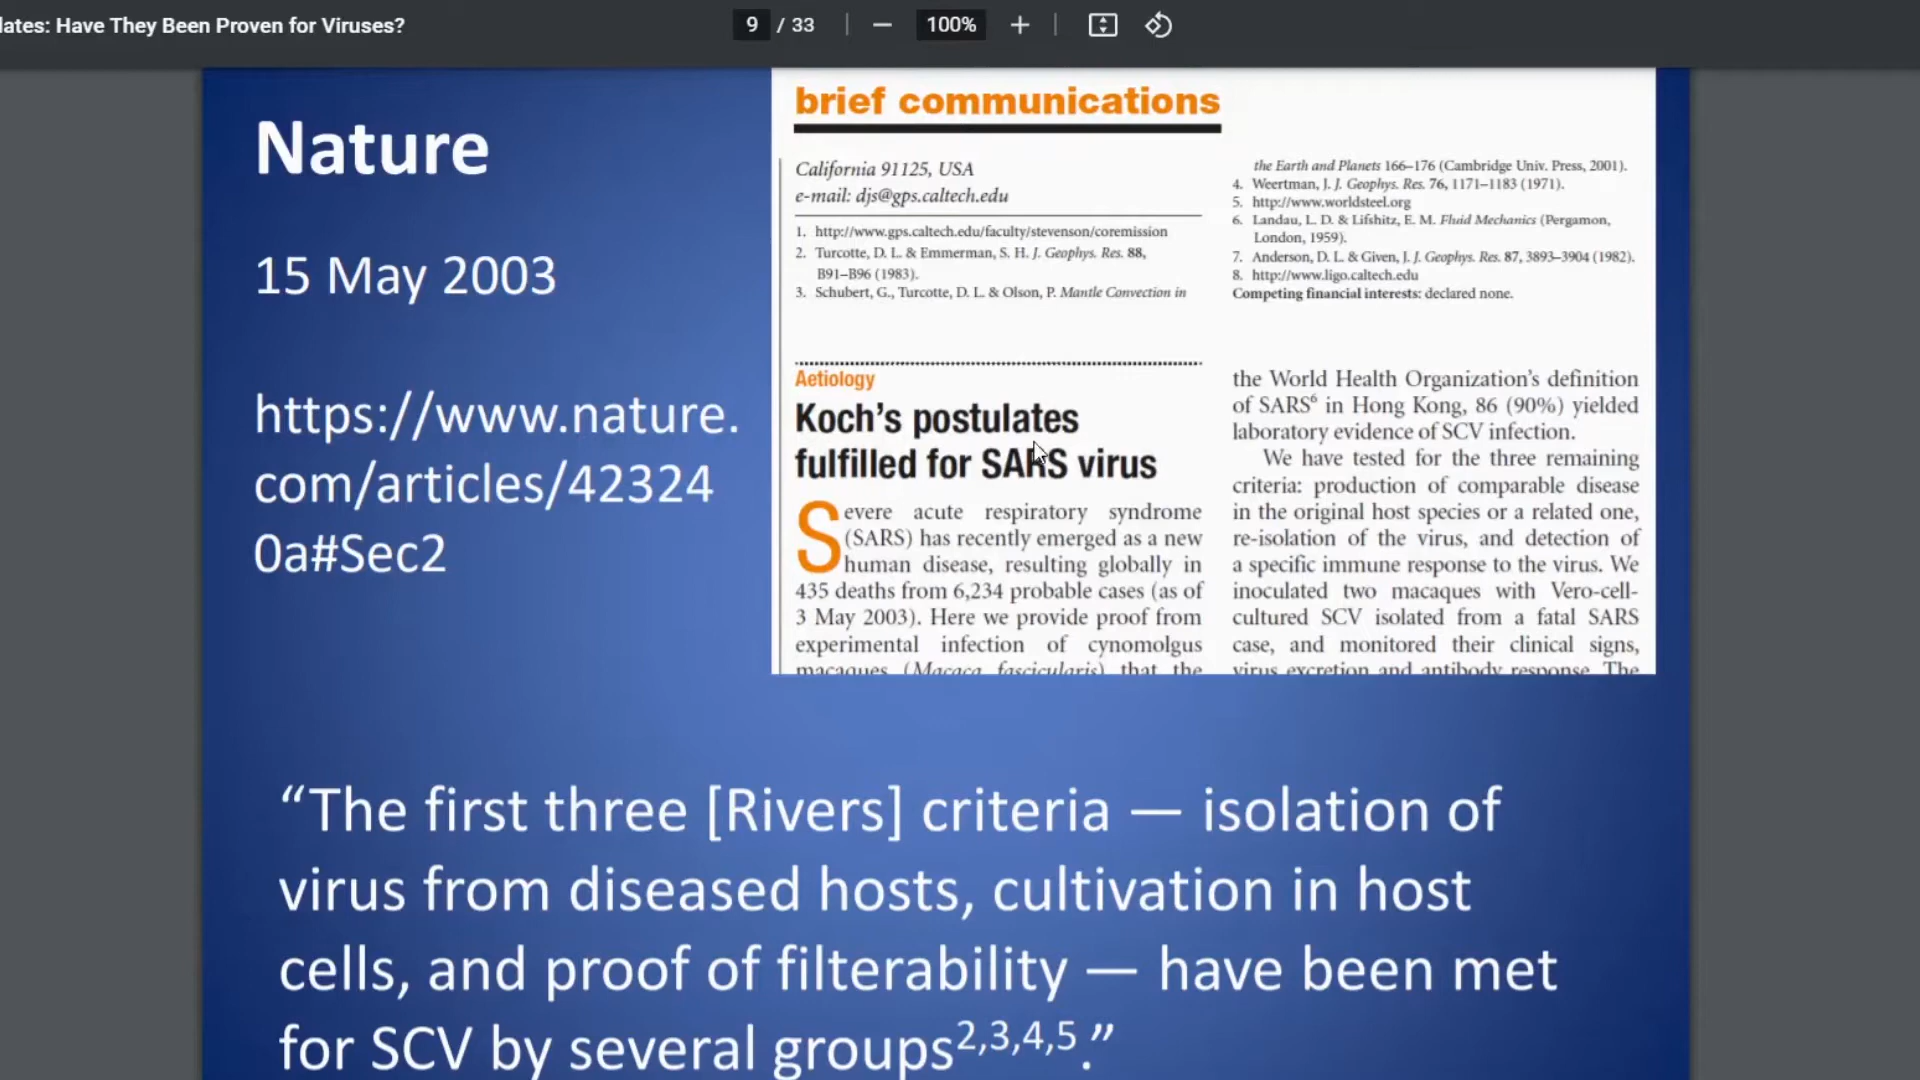 lates: Have They Been Proven for Viruses?
9 / 33
100%
Nature
15 May 2003
https://www.nature.
com/articles/42324
0a#Sec2
brief communications
California 91125, USA
e-mail: djs@gps.caltech.edu
1. http://www.gps.caltech.edu/faculty/stevenson/coremission
2. Turcotte, D. L. & Emmerman, S. H. J. Geophys. Res. 88,
B91–B96 (1983).
3. Schubert, G., Turcotte, D. L. & Olson, P. Mantle Convection in
the Earth and Planets 166–176 (Cambridge Univ. Press, 2001).
4. Weertman, J. J. Geophys. Res. 76, 1171–1183 (1971).
5. http://www.worldsteel.org
6. Landau, L. D. & Lifshitz, E. M. Fluid Mechanics (Pergamon,
London, 1959).
7. Anderson, D. L. & Given, J. J. Geophys. Res. 87, 3893–3904 (1982).
8. http://www.ligo.caltech.edu
Competing financial interests: declared none.
Aetiology
Koch's postulates
fulfilled for SARS virus
Severe acute respiratory syndrome
(SARS) has recently emerged as a new
human disease, resulting globally in
435 deaths from 6,234 probable cases (as of
3 May 2003). Here we provide proof from
experimental infection of cynomolgus
macaques (Macaca fascicularis) that the
the World Health Organization's definition
of SARS⁶ in Hong Kong, 86 (90%) yielded
laboratory evidence of SCV infection.
We have tested for the three remaining
criteria: production of comparable disease
in the original host species or a related one,
re-isolation of the virus, and detection of
a specific immune response to the virus. We
inoculated two macaques with Vero-cell-
cultured SCV isolated from a fatal SARS
case, and monitored their clinical signs,
virus excretion and antibody response. The
“The first three [Rivers] criteria — isolation of
virus from diseased hosts, cultivation in host
cells, and proof of filterability — have been met
for SCV by several groups²,³,⁴,⁵.”